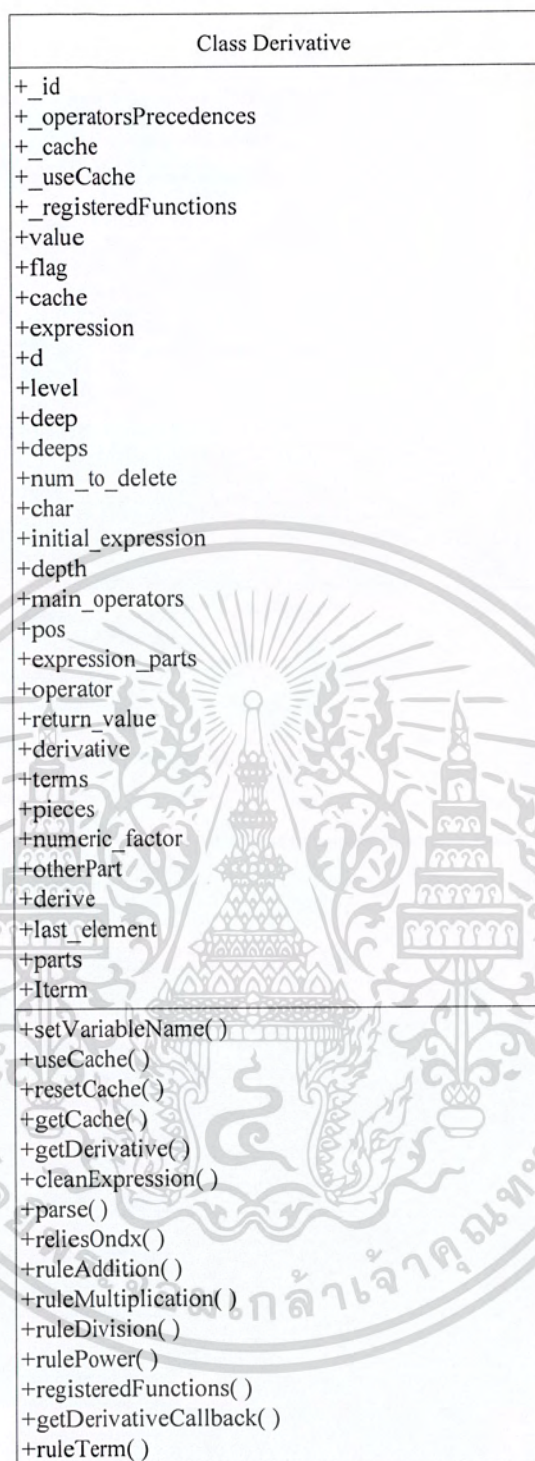 Class Derivative
+_id
+_operatorsPrecedences
+_cache
+_useCache
+_registeredFunctions
+value
+flag
+cache
+expression
+d
+level
+deep
+deeps
+num_to_delete
+char
+initial_expression
+depth
+main_operators
+pos
+expression_parts
+operator
+return_value
+derivative
+terms
+pieces
+numeric_factor
+otherPart
+derive
+last_element
+parts
+Iterm
+setVariableName( )
+useCache( )
+resetCache( )
+getCache( )
+getDerivative( )
+cleanExpression( )
+parse( )
+reliesOndx( )
+ruleAddition( )
+ruleMultiplication( )
+ruleDivision( )
+rulePower( )
+registeredFunctions( )
+getDerivativeCallback( )
+ruleTerm( )